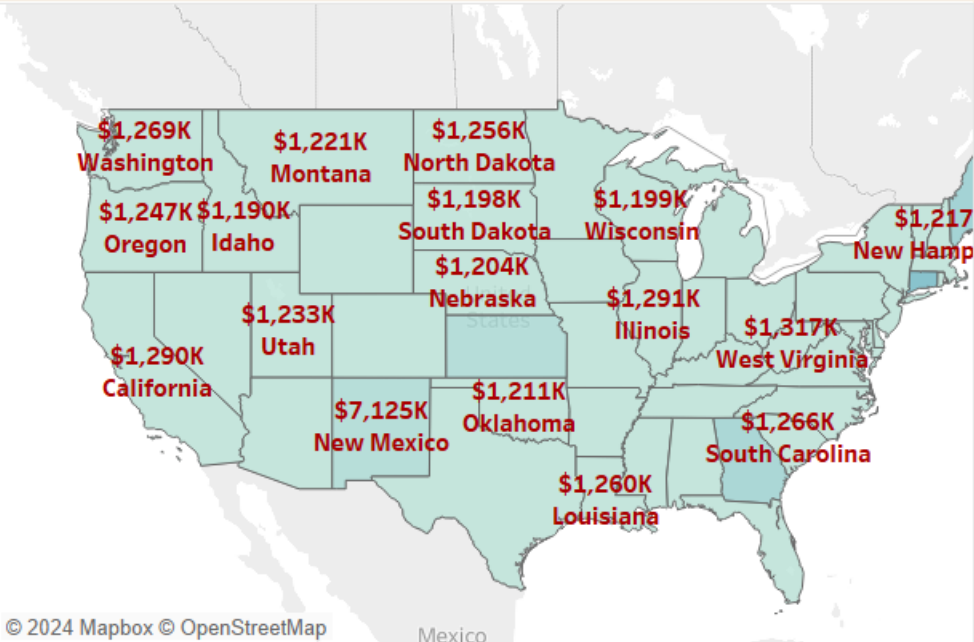 $1,269K
Washington
$1,221K
Montana
$1,256K
North Dakota
$1,247K
Oregon
$1,190K
Idaho
$1,198K
South Dakota
$1,199K
Wisconsin
$1,217
New Hamp
$1,204K
Nebraska
United
States
$1,233K
Utah
$1,291K
Illinois
$1,317K
West Virginia
$1,290K
California
$7,125K
New Mexico
$1,211K
Oklahoma
$1,266K
South Carolina
$1,260K
Louisiana
© 2024 Mapbox © OpenStreetMap
Mexico